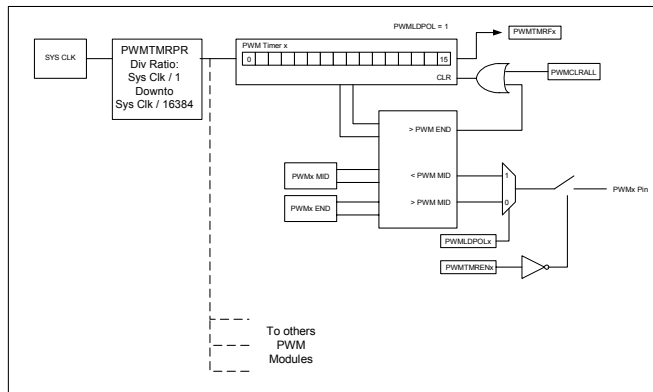 PWMLDPOL = 1
SYS CLK
PWMTMRPR
Div Ratio:
Sys Clk / 1
Downto
Sys Clk / 16384
PWM Timer x
0
15
CLR
PWMTMRFx
PWMCLRALL
> PWM END
< PWM MID
> PWM MID
PWMx MID
PWMx END
1
0
PWMx Pin
PWMLDPOLx
PWMTMRENx
To others
PWM
Modules